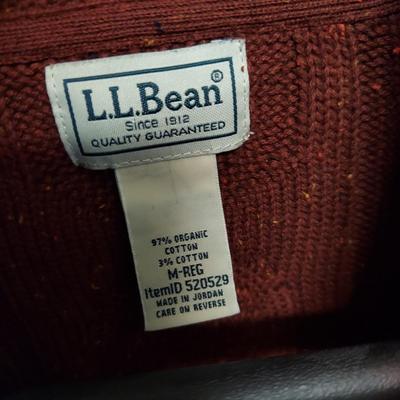 L.L.Bean®
Since 1912
QUALITY GUARANTEED
97% ORGANIC
COTTON
3% COTTON
M-REG
ItemID 520529
MADE IN JORDAN
CARE ON REVERSE